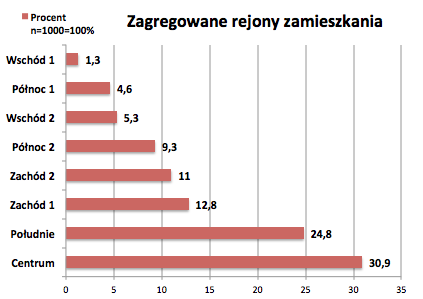 Procent
n=1000=100%
Zagregowane rejony zamieszkania
Wschód 1 1,3
Północ 1 4,6
Wschód 2 5,3
Północ 2 9,3
Zachód 2 11
Zachód 1 12,8
Południe 24,8
Centrum 30,9
0 5 10 15 20 25 30 35